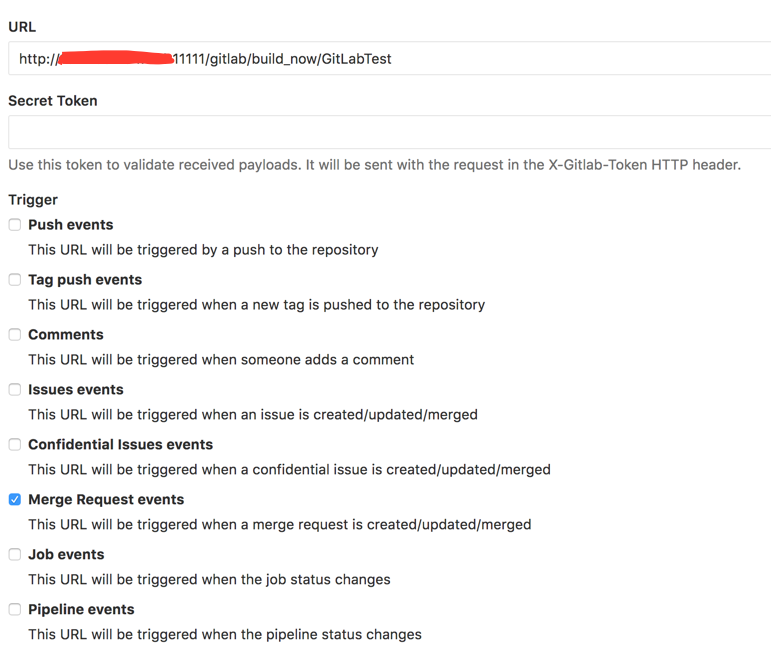 URL
http:// 11111/gitlab/build_now/GitLabTest
Secret Token
Use this token to validate received payloads. It will be sent with the request in the X-Gitlab-Token HTTP header.
Trigger
Push events
This URL will be triggered by a push to the repository
Tag push events
This URL will be triggered when a new tag is pushed to the repository
Comments
This URL will be triggered when someone adds a comment
Issues events
This URL will be triggered when an issue is created/updated/merged
Confidential Issues events
This URL will be triggered when a confidential issue is created/updated/merged
Merge Request events
This URL will be triggered when a merge request is created/updated/merged
Job events
This URL will be triggered when the job status changes
Pipeline events
This URL will be triggered when the pipeline status changes